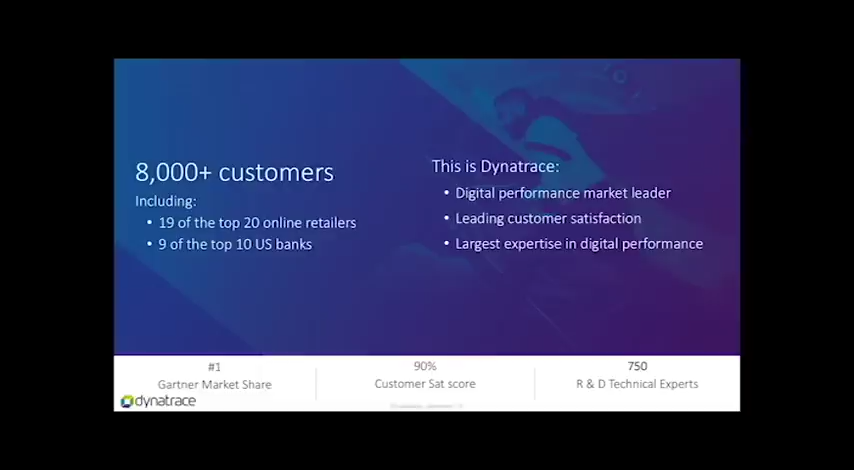 8,000+ customers
Including:
• 19 of the top 20 online retailers
• 9 of the top 10 US banks
This is Dynatrace:
• Digital performance market leader
• Leading customer satisfaction
• Largest expertise in digital performance
#1
Gartner Market Share
90%
Customer Sat score
750
R & D Technical Experts
dynatrace